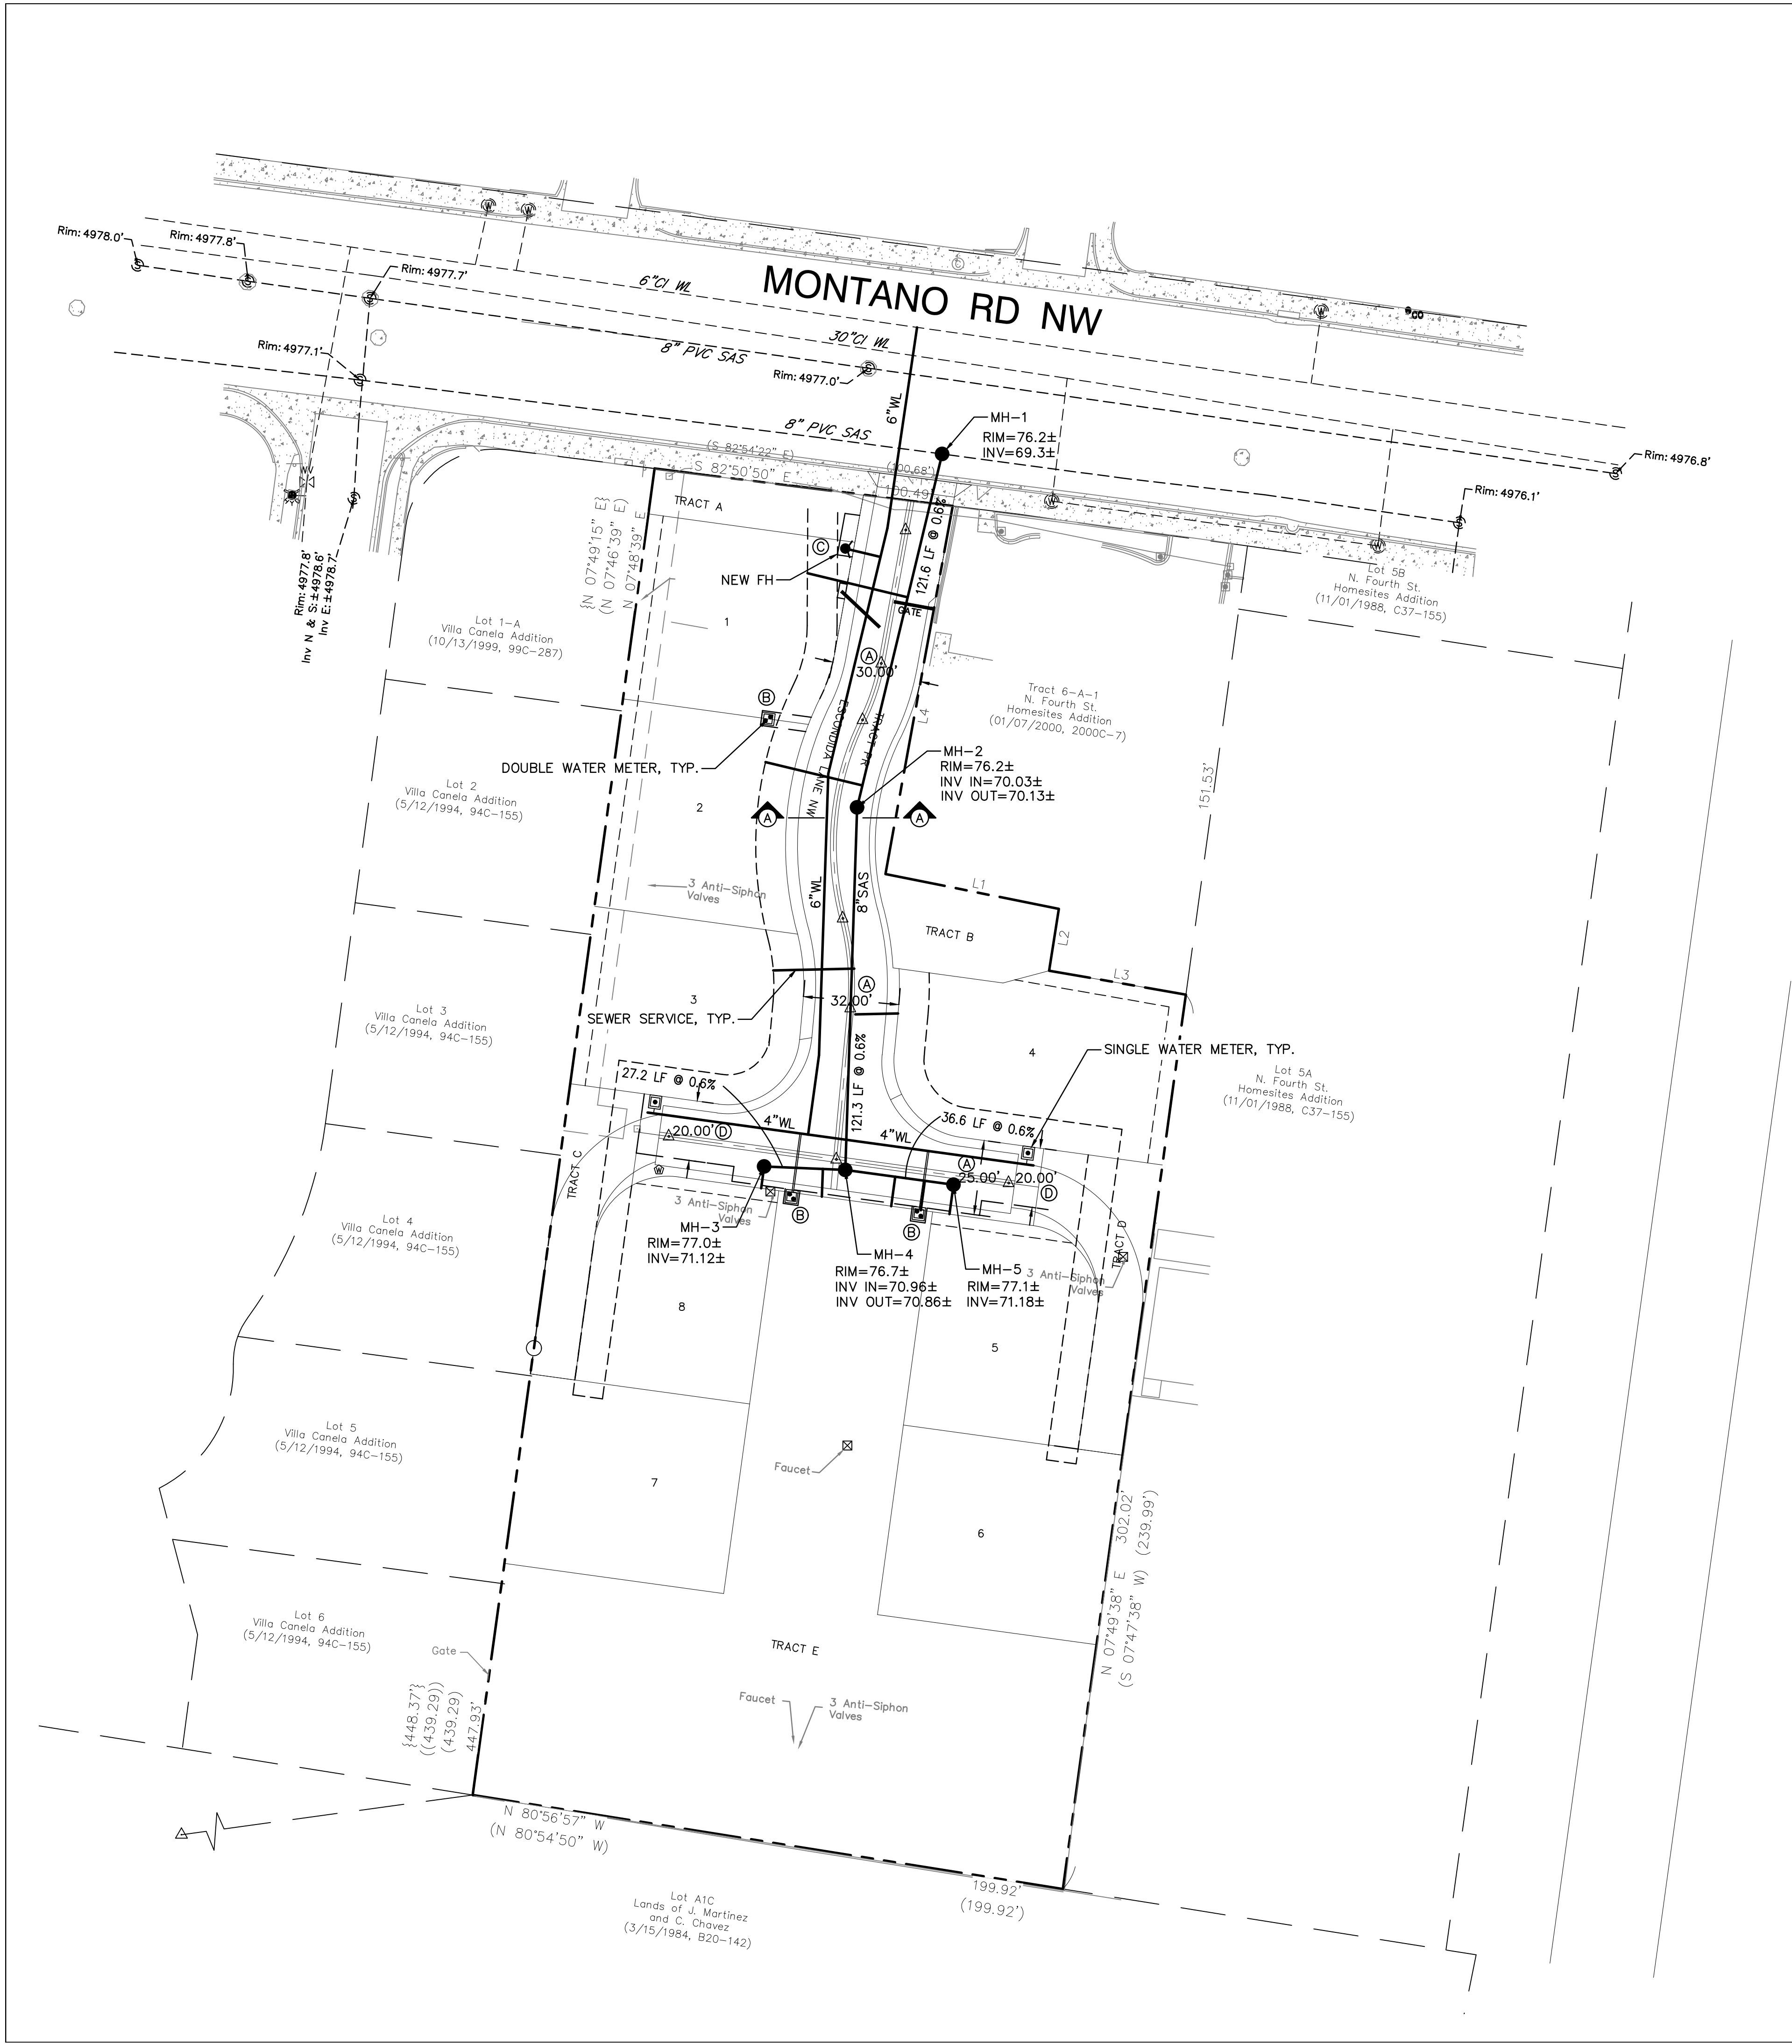 Rim: 4978.0'
Rim: 4977.8'
Rim: 4977.7'
6"CI WL
MONTANO RD NW
30"CI WL
8" PVC SAS
Rim: 4977.1'
Rim: 4977.0'
6"WL
8" PVC SAS
MH-1
RIM=76.2±
INV=69.3±
Rim: 4976.8'
Rim: 4976.1'
(S 82°54'22" E)
S 82°50'50" E
(100.68')
100.49'
TRACT A
{N 07°49'15" E}
(N 07°46'39" E)
N 07°48'39" E
Rim: 4977.8'
Inv N & S: ±4978.6'
Inv E: ±4978.7'
NEW FH
C
121.6 LF @ 0.6%
GATE
Lot 5B
N. Fourth St.
Homesites Addition
(11/01/1988, C37-155)
Lot 1-A
Villa Canela Addition
(10/13/1999, 99C-287)
1
A
30.00'
B
ESCONDIDA LANE NW
TRACT PR
L4
Tract 6-A-1
N. Fourth St.
Homesites Addition
(01/07/2000, 2000C-7)
151.53'
DOUBLE WATER METER, TYP.
MH-2
RIM=76.2±
INV IN=70.03±
INV OUT=70.13±
Lot 2
Villa Canela Addition
(5/12/1994, 94C-155)
2
A
A
3 Anti-Siphon
Valves
6"WL
8"SAS
L1
TRACT B
L2
L3
3
A
32.00'
SEWER SERVICE, TYP.
Lot 3
Villa Canela Addition
(5/12/1994, 94C-155)
4
SINGLE WATER METER, TYP.
Lot 5A
N. Fourth St.
Homesites Addition
(11/01/1988, C37-155)
27.2 LF @ 0.6%
121.3 LF @ 0.6%
36.6 LF @ 0.6%
4"WL
4"WL
20.00'
D
A
25.00'
20.00'
D
TRACT C
3 Anti-Siphon
Valves
B
B
MH-3
RIM=77.0±
INV=71.12±
MH-4
RIM=76.7±
INV IN=70.96±
INV OUT=70.86±
MH-5
RIM=77.1±
INV=71.18±
3 Anti-Siphon
Valves
TRACT D
Lot 4
Villa Canela Addition
(5/12/1994, 94C-155)
8
5
Lot 5
Villa Canela Addition
(5/12/1994, 94C-155)
Faucet
7
6
N 07°49'38" E 302.02'
(S 07°47'38" W) (239.99')
Lot 6
Villa Canela Addition
(5/12/1994, 94C-155)
Gate
TRACT E
Faucet
3 Anti-Siphon
Valves
{448.37'}
((439.29))
(439.29)
447.93'
N 80°56'57" W
(N 80°54'50" W)
199.92'
(199.92')
Lot A1C
Lands of J. Martinez
and C. Chavez
(3/15/1984, B20-142)